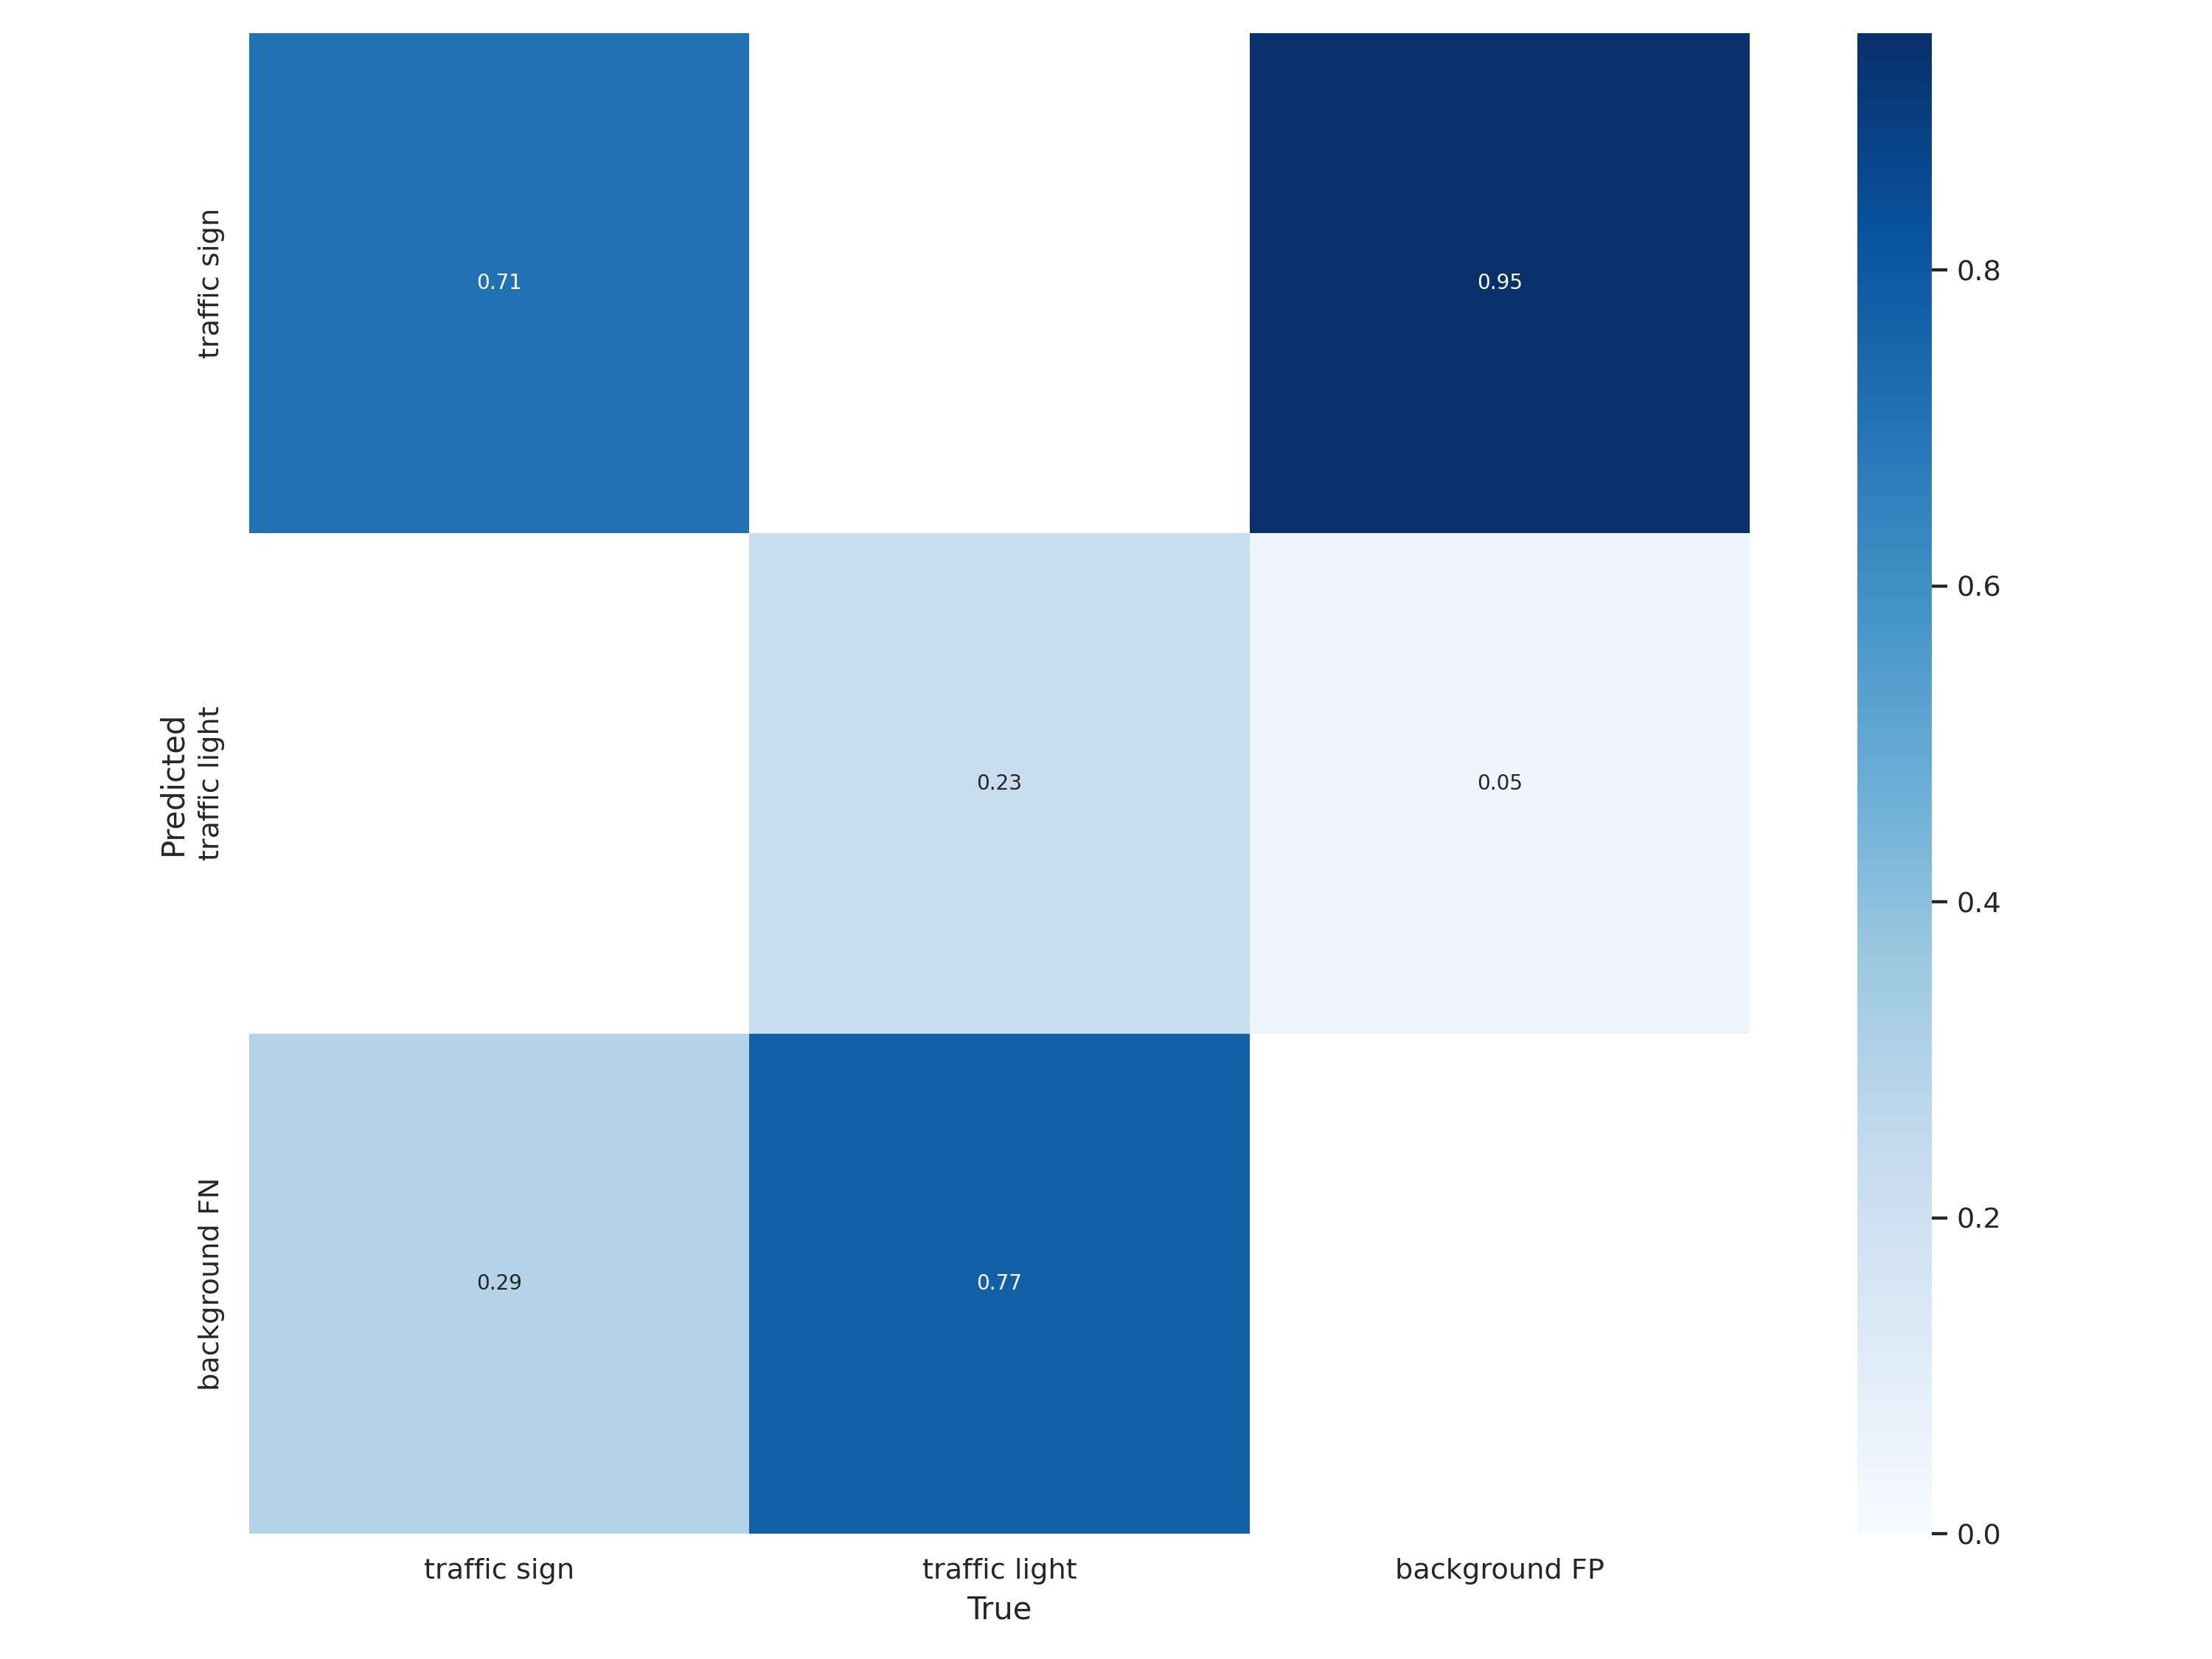 traffic sign
0.71
0.95
0.8
0.6
Predicted
traffic light
0.23
0.05
0.4
0.2
background FN
0.29
0.77
0.0
traffic sign
traffic light
background FP
True